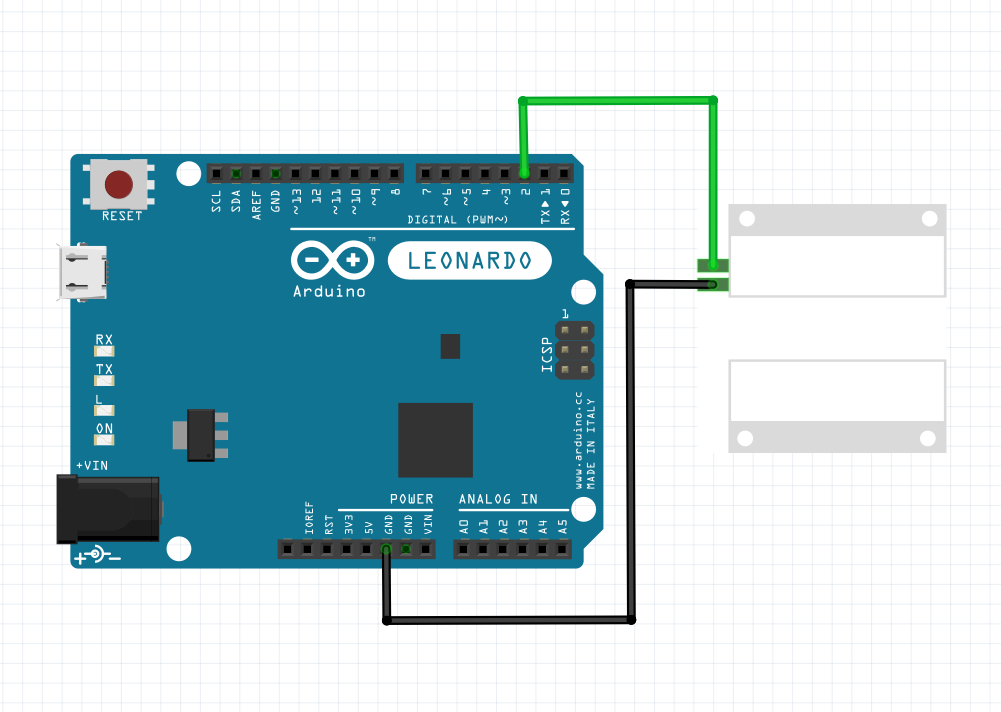 RESET
SCL
SDA
AREF
GND
~13
12
~11
~10
~9
8
7
~6
~5
4
~3
2
TX▶1
RX◀0
DIGITAL (PWM~)
TM
LEONARDO
Arduino
1
ICSP
RX
TX
L
ON
+VIN
www.arduino.cc
MADE IN ITALY
POWER
ANALOG IN
IOREF
RST
3V3
5V
GND
GND
VIN
A0
A1
A2
A3
A4
A5